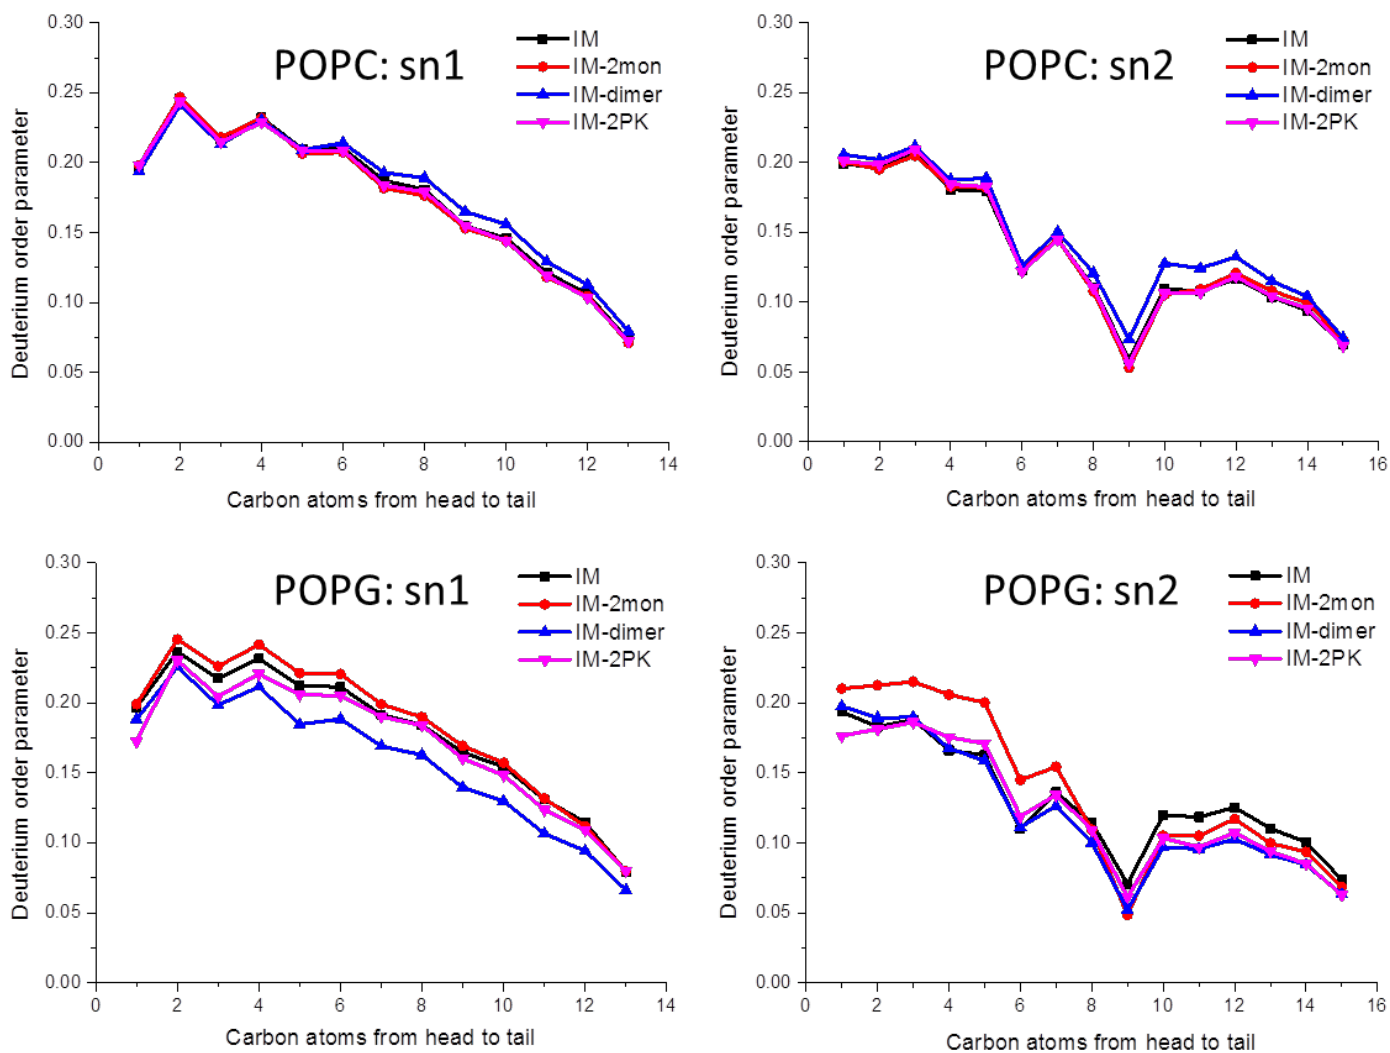 POPC: sn1
IM
IM-2mon
IM-dimer
IM-2PK
Deuterium order parameter
0.30
0.25
0.20
0.15
0.10
0.05
0.00
0 2 4 6 8 10 12 14
Carbon atoms from head to tail
POPC: sn2
IM
IM-2mon
IM-dimer
IM-2PK
Deuterium order parameter
0.30
0.25
0.20
0.15
0.10
0.05
0.00
0 2 4 6 8 10 12 14 16
Carbon atoms from head to tail
POPG: sn1
IM
IM-2mon
IM-dimer
IM-2PK
Deuterium order parameter
0.30
0.25
0.20
0.15
0.10
0.05
0.00
0 2 4 6 8 10 12 14
Carbon atoms from head to tail
POPG: sn2
IM
IM-2mon
IM-dimer
IM-2PK
Deuterium order parameter
0.30
0.25
0.20
0.15
0.10
0.05
0.00
0 2 4 6 8 10 12 14 16
Carbon atoms from head to tail